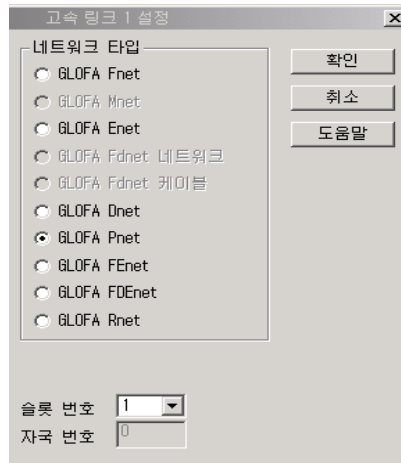 고속 링크 1 설정
네트워크 타입
GLOFA Fnet
GLOFA Mnet
GLOFA Enet
GLOFA Fdnet 네트워크
GLOFA Fdnet 케이블
GLOFA Dnet
GLOFA Pnet
GLOFA FEnet
GLOFA FDEnet
GLOFA Rnet
확인
취소
도움말
슬롯 번호 1
자국 번호 0